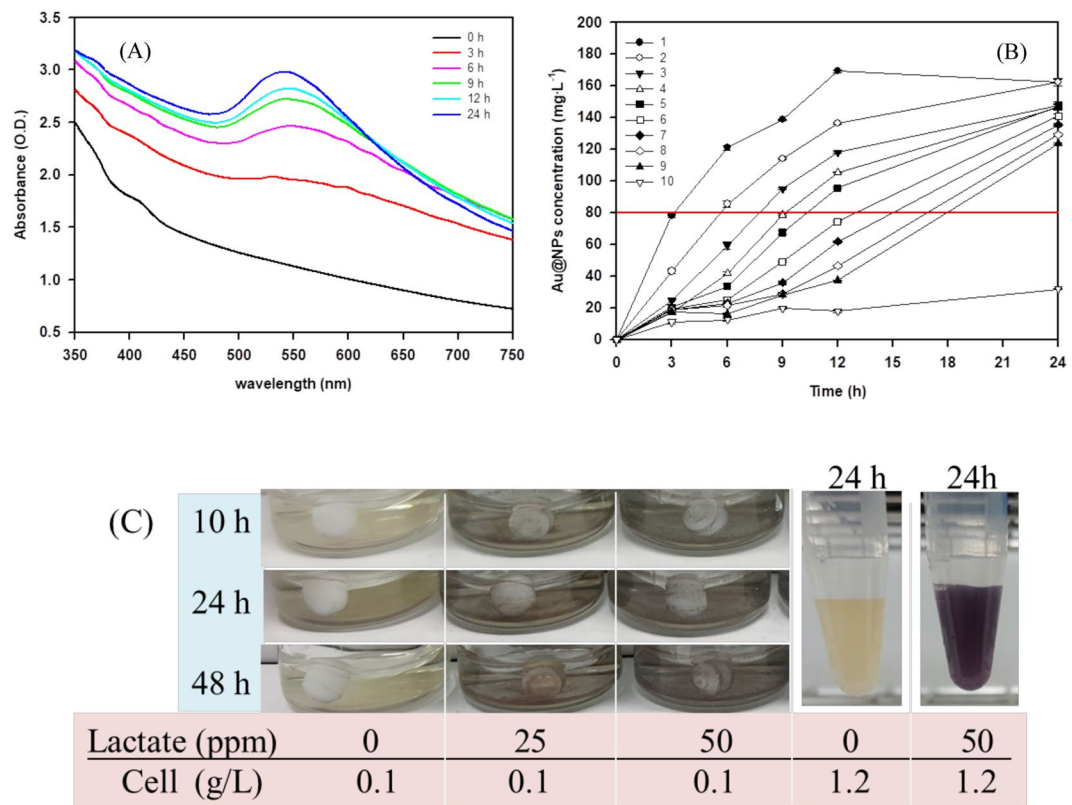 (A)
0 h
3 h
6 h
9 h
12 h
24 h
3.5
3.0
2.5
2.0
1.5
1.0
0.5
Absorbance (O.D.)
350 400 450 500 550 600 650 700 750
wavelength (nm)
(B)
1
2
3
4
5
6
7
8
9
10
200
180
160
140
120
100
80
60
40
20
0
Au@NPs concentration (mg·L⁻¹)
0 3 6 9 12 24
Time (h)
(C)
24 h 24h
10 h
24 h
48 h
Lactate (ppm) 0 25 50 0 50
Cell (g/L) 0.1 0.1 0.1 1.2 1.2